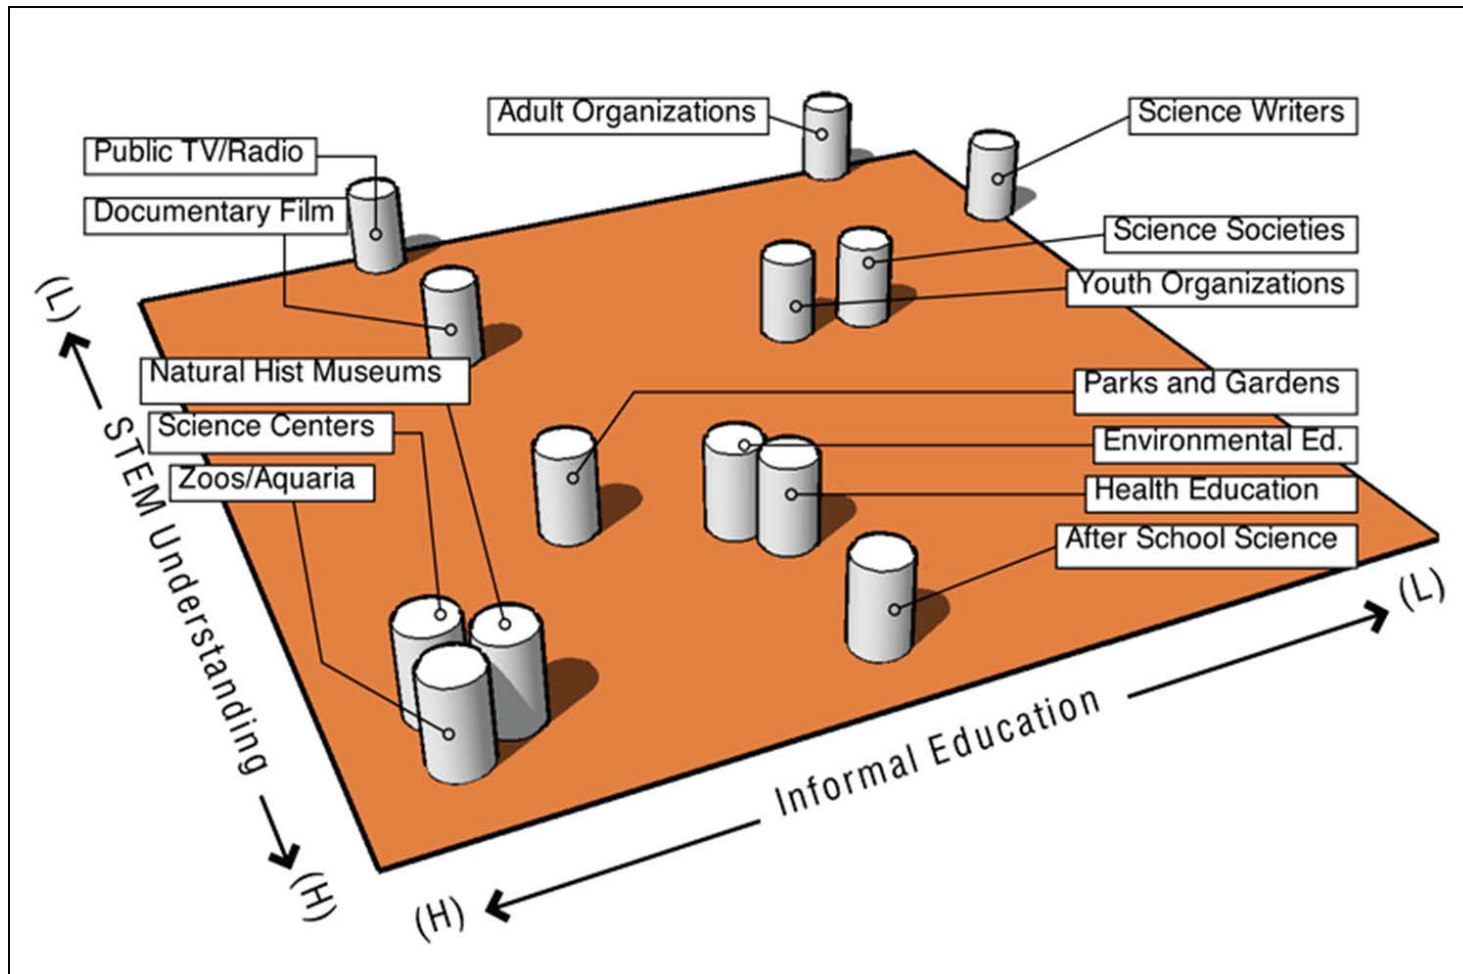 Adult Organizations
Science Writers
Public TV/Radio
Documentary Film
Science Societies
Youth Organizations
Natural Hist Museums
Parks and Gardens
Science Centers
Environmental Ed.
Zoos/Aquaria
Health Education
After School Science
(L)
STEM Understanding
(H)
(H)
Informal Education
(L)